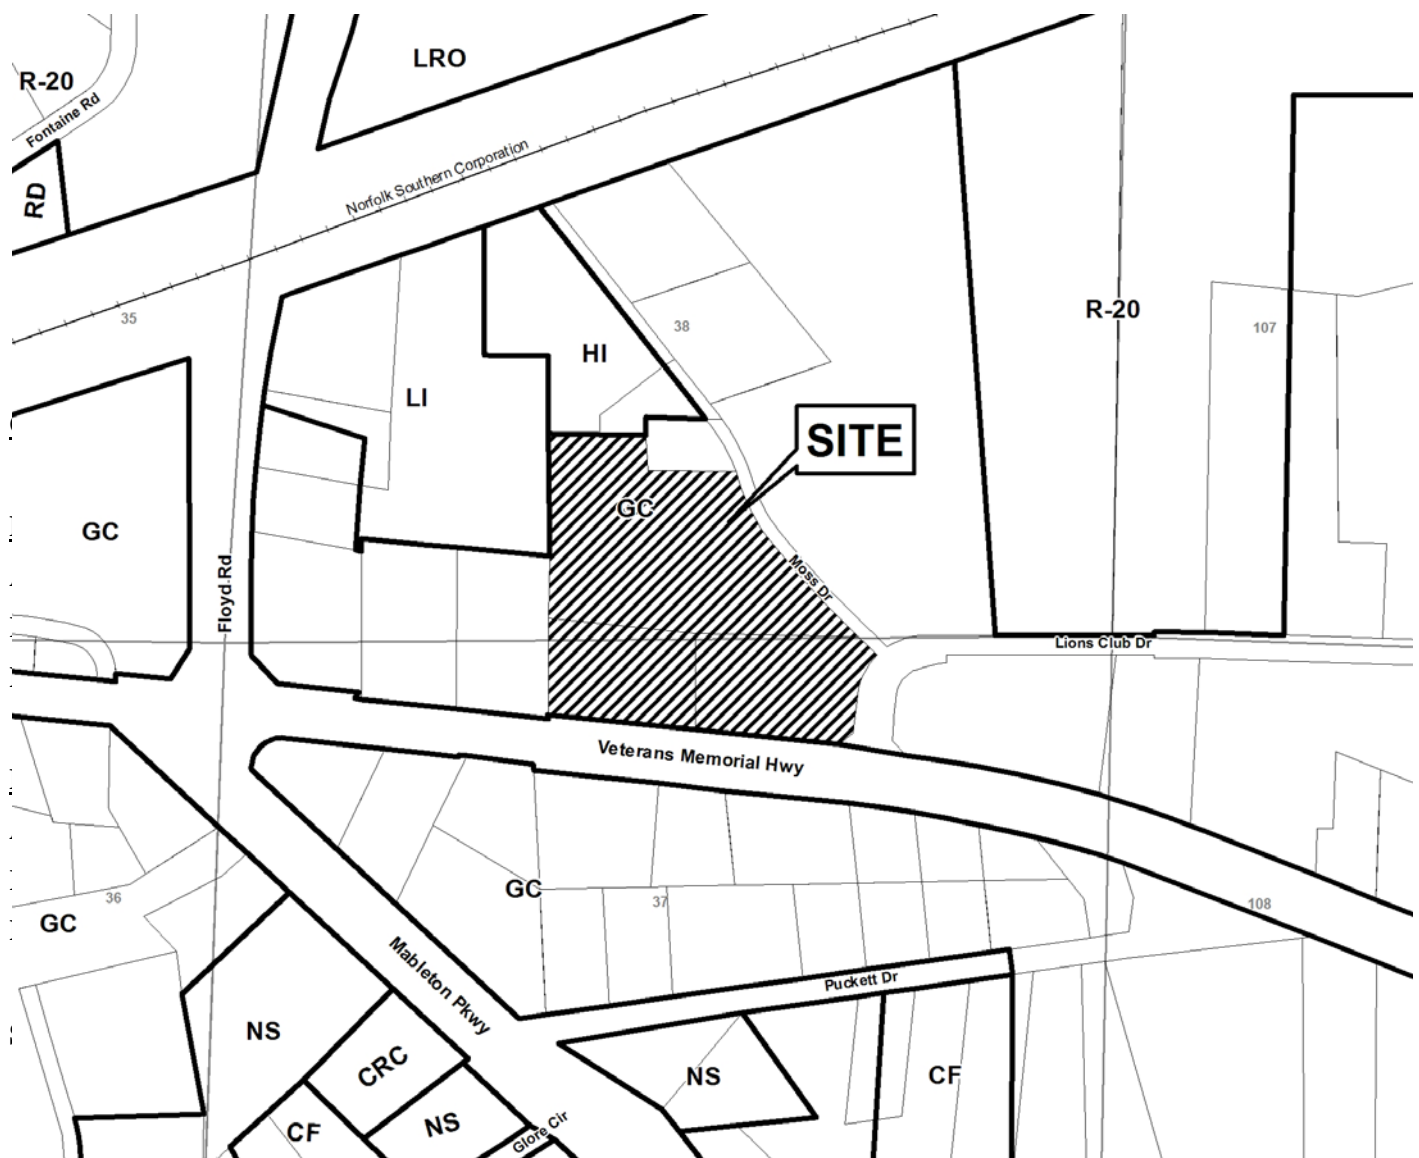 LRO
R-20
Fontaine Rd
RD
Norfolk Southern Corporation
35
38
R-20
107
HI
LI
SITE
GC
GC
Floyd Rd
Moss Dr
Lions Club Dr
Veterans Memorial Hwy
GC
36
37
108
GC
Mableton Pkwy
Puckett Dr
NS
CRC
NS
CF
NS
CF
Glore Cir